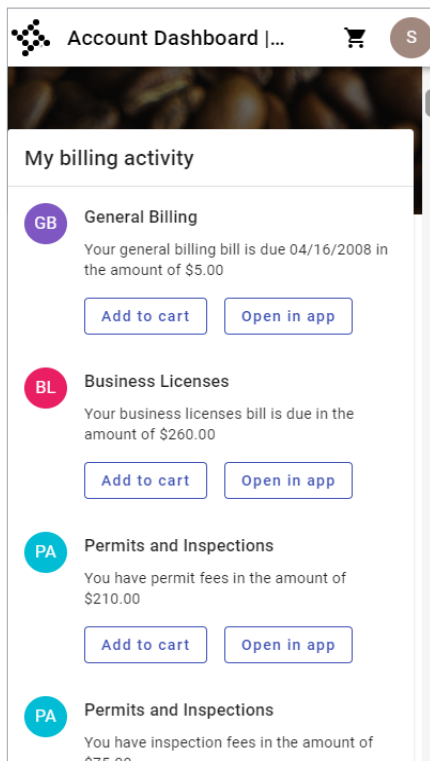 Account Dashboard |...
S
My billing activity
GB
General Billing
Your general billing bill is due 04/16/2008 in
the amount of $5.00
Add to cart
Open in app
BL
Business Licenses
Your business licenses bill is due in the
amount of $260.00
Add to cart
Open in app
PA
Permits and Inspections
You have permit fees in the amount of
$210.00
Add to cart
Open in app
PA
Permits and Inspections
You have inspection fees in the amount of